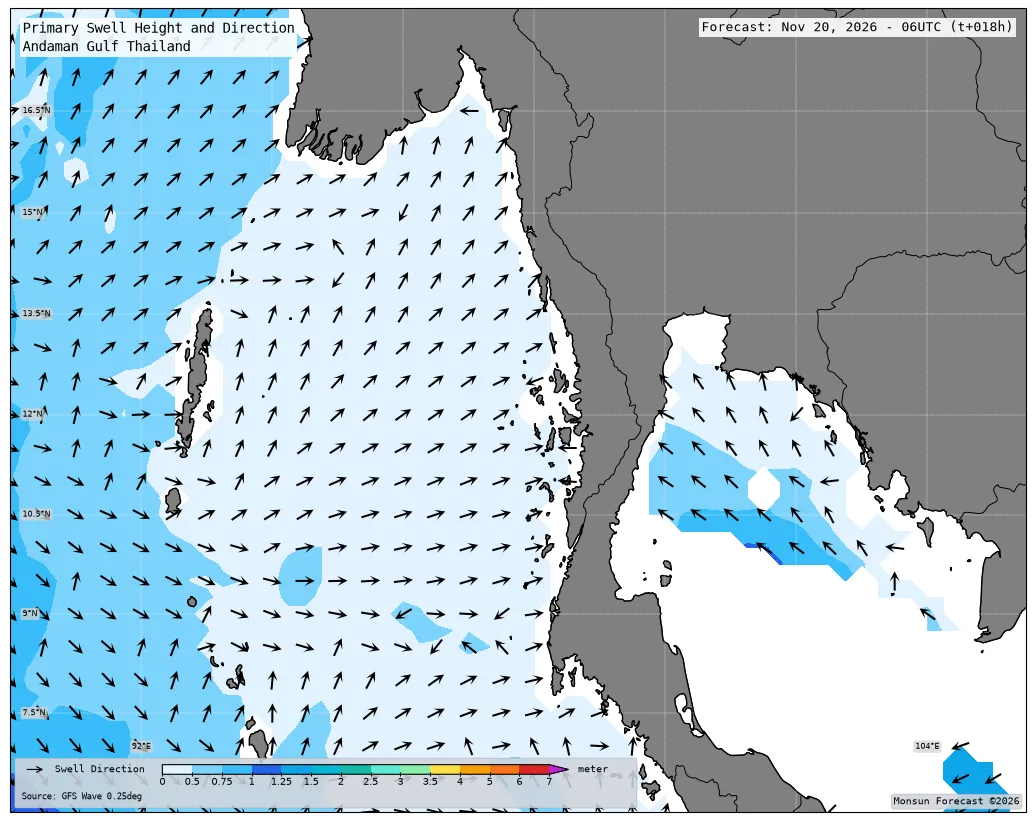 Primary Swell Height and Direction
Andaman Gulf Thailand
Forecast: Nov 20, 2026 - 06UTC (t+018h)
16.5°N
15°N
13.5°N
12°N
10.5°N
9°N
7.5°N
92°E
104°E
Swell Direction
meter
0 0.5 0.75 1 1.25 1.5 2 2.5 3 3.5 4 5 6 7
Source: GFS Wave 0.25deg
Monsun Forecast ©2026